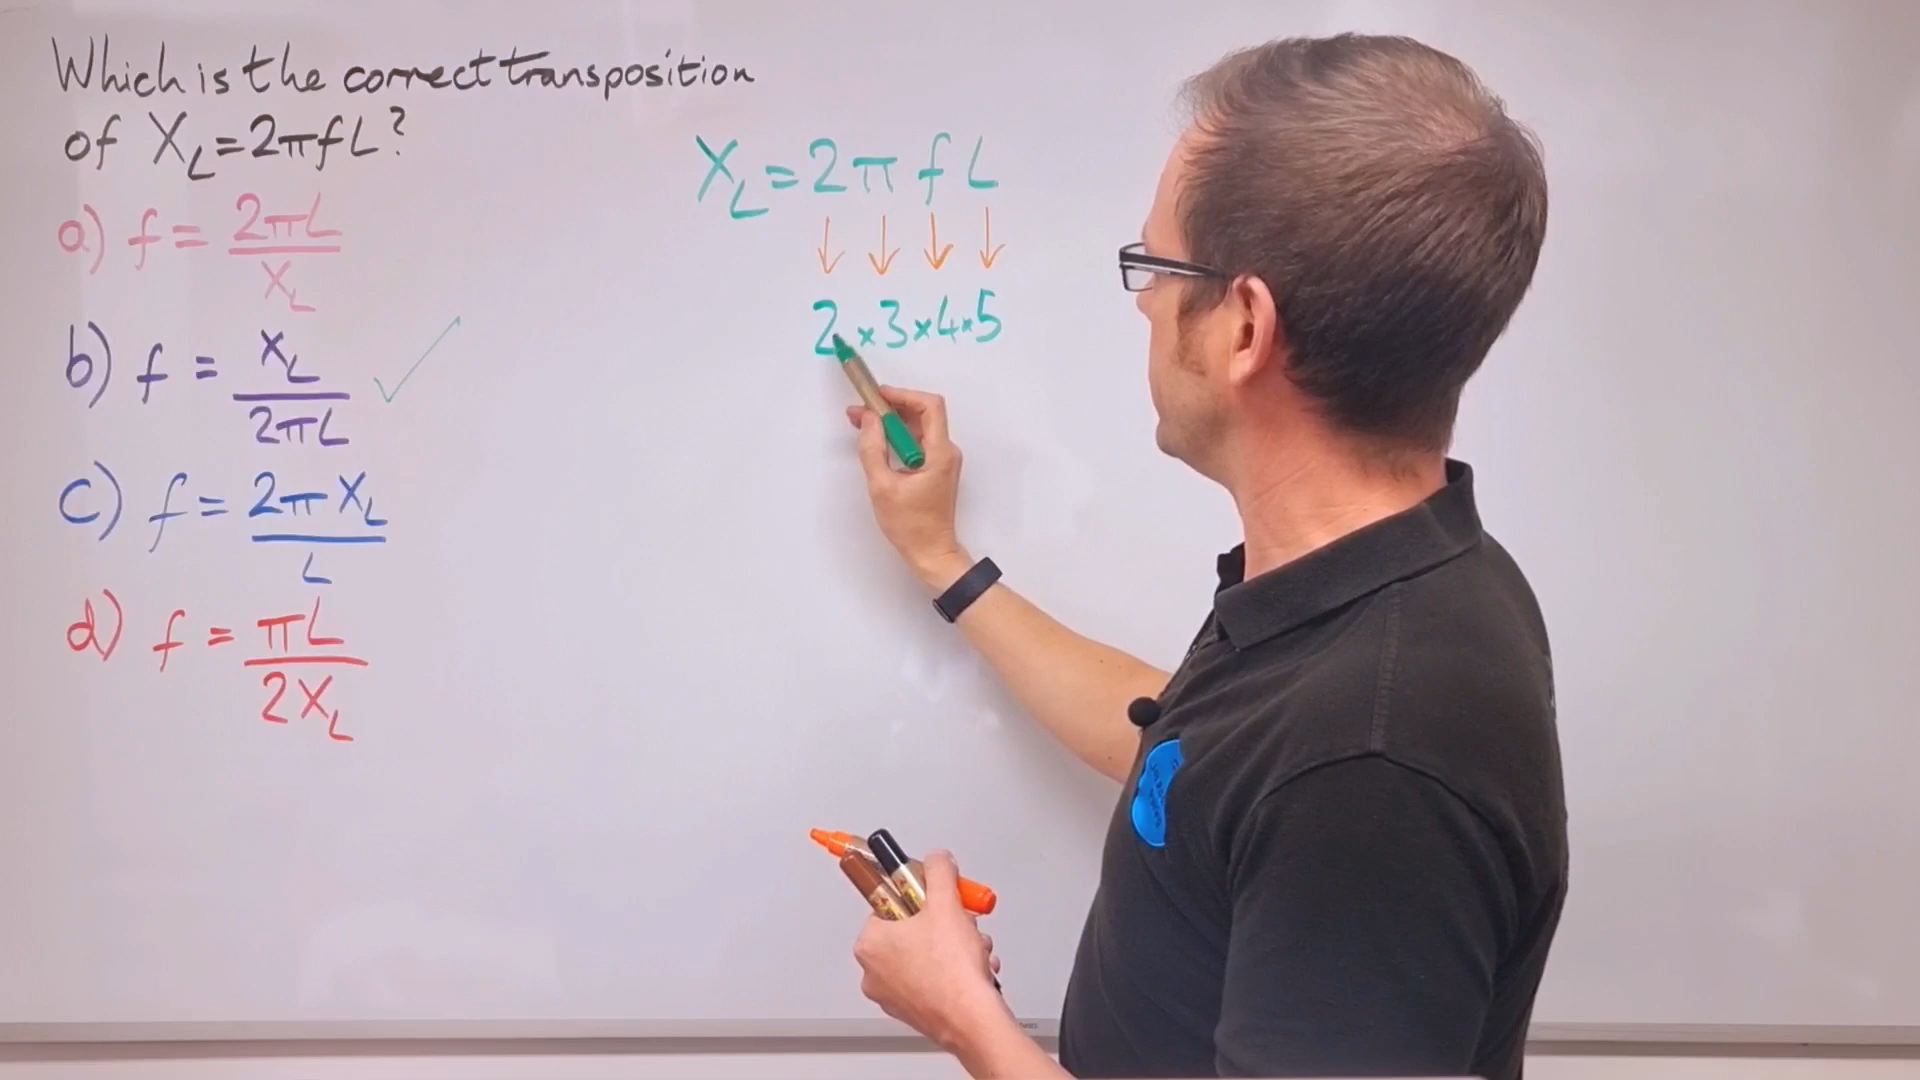 Which is the correct transposition
of X_L = 2πfL?
a) f = 2πL / X_L
b) f = X_L / 2πL ✓
c) f = 2πX_L / L
d) f = πL / 2X_L
X_L = 2πfL
↓ ↓ ↓ ↓
2 × 3 × 4 × 5